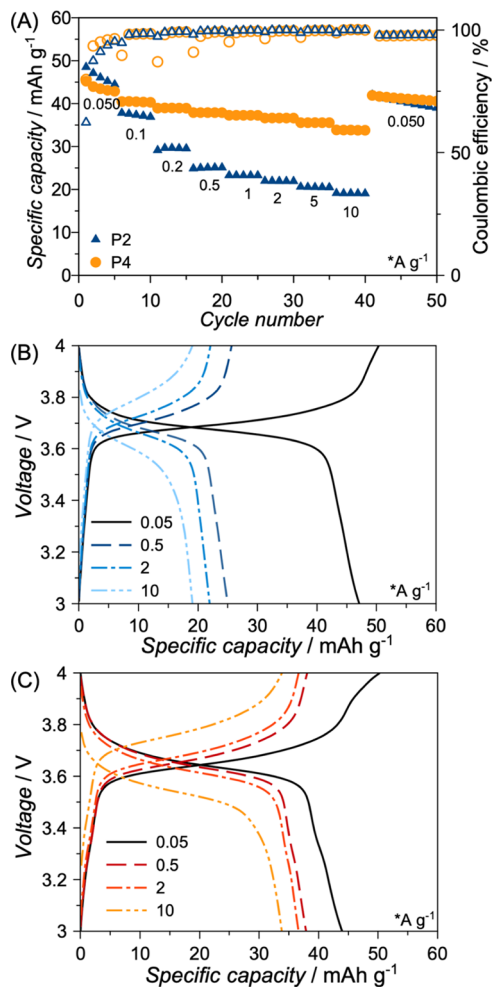 (A)
Specific capacity / mAh g⁻¹
60
50
40
30
20
10
0
0.050
0.1
0.2
0.5
1
2
5
10
0.050
P2
P4
*A g⁻¹
100
50
0
Coulombic efficiency / %
0 10 20 30 40 50
Cycle number
(B)
Voltage / V
4
3.8
3.6
3.4
3.2
3
0.05
0.5
2
10
*A g⁻¹
0 10 20 30 40 50 60
Specific capacity / mAh g⁻¹
(C)
Voltage / V
4
3.8
3.6
3.4
3.2
3
0.05
0.5
2
10
*A g⁻¹
0 10 20 30 40 50 60
Specific capacity / mAh g⁻¹